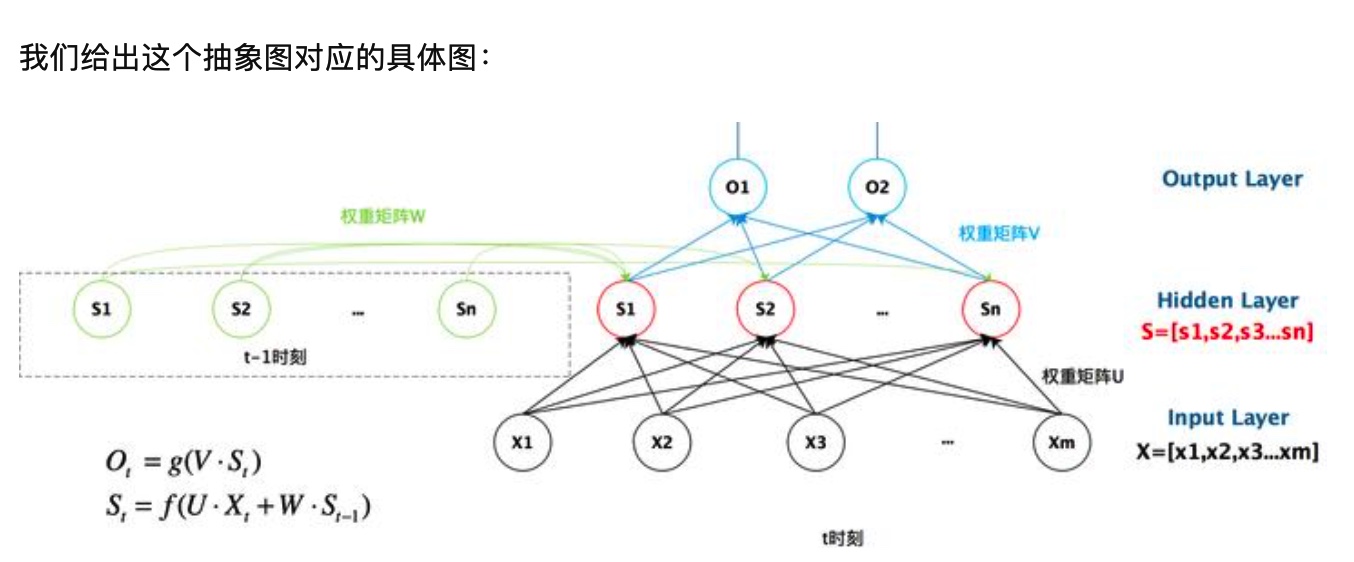 我们给出这个抽象图对应的具体图：
O1
O2
Output Layer
权重矩阵W
权重矩阵V
S1
S2
...
Sn
S1
S2
...
Sn
Hidden Layer
S=[s1,s2,s3...sn]
t-1时刻
权重矩阵U
Input Layer
X1
X2
X3
...
Xm
X=[x1,x2,x3...xm]
O_t = g(V·S_t)
S_t = f(U·X_t + W·S_{t-1})
t时刻